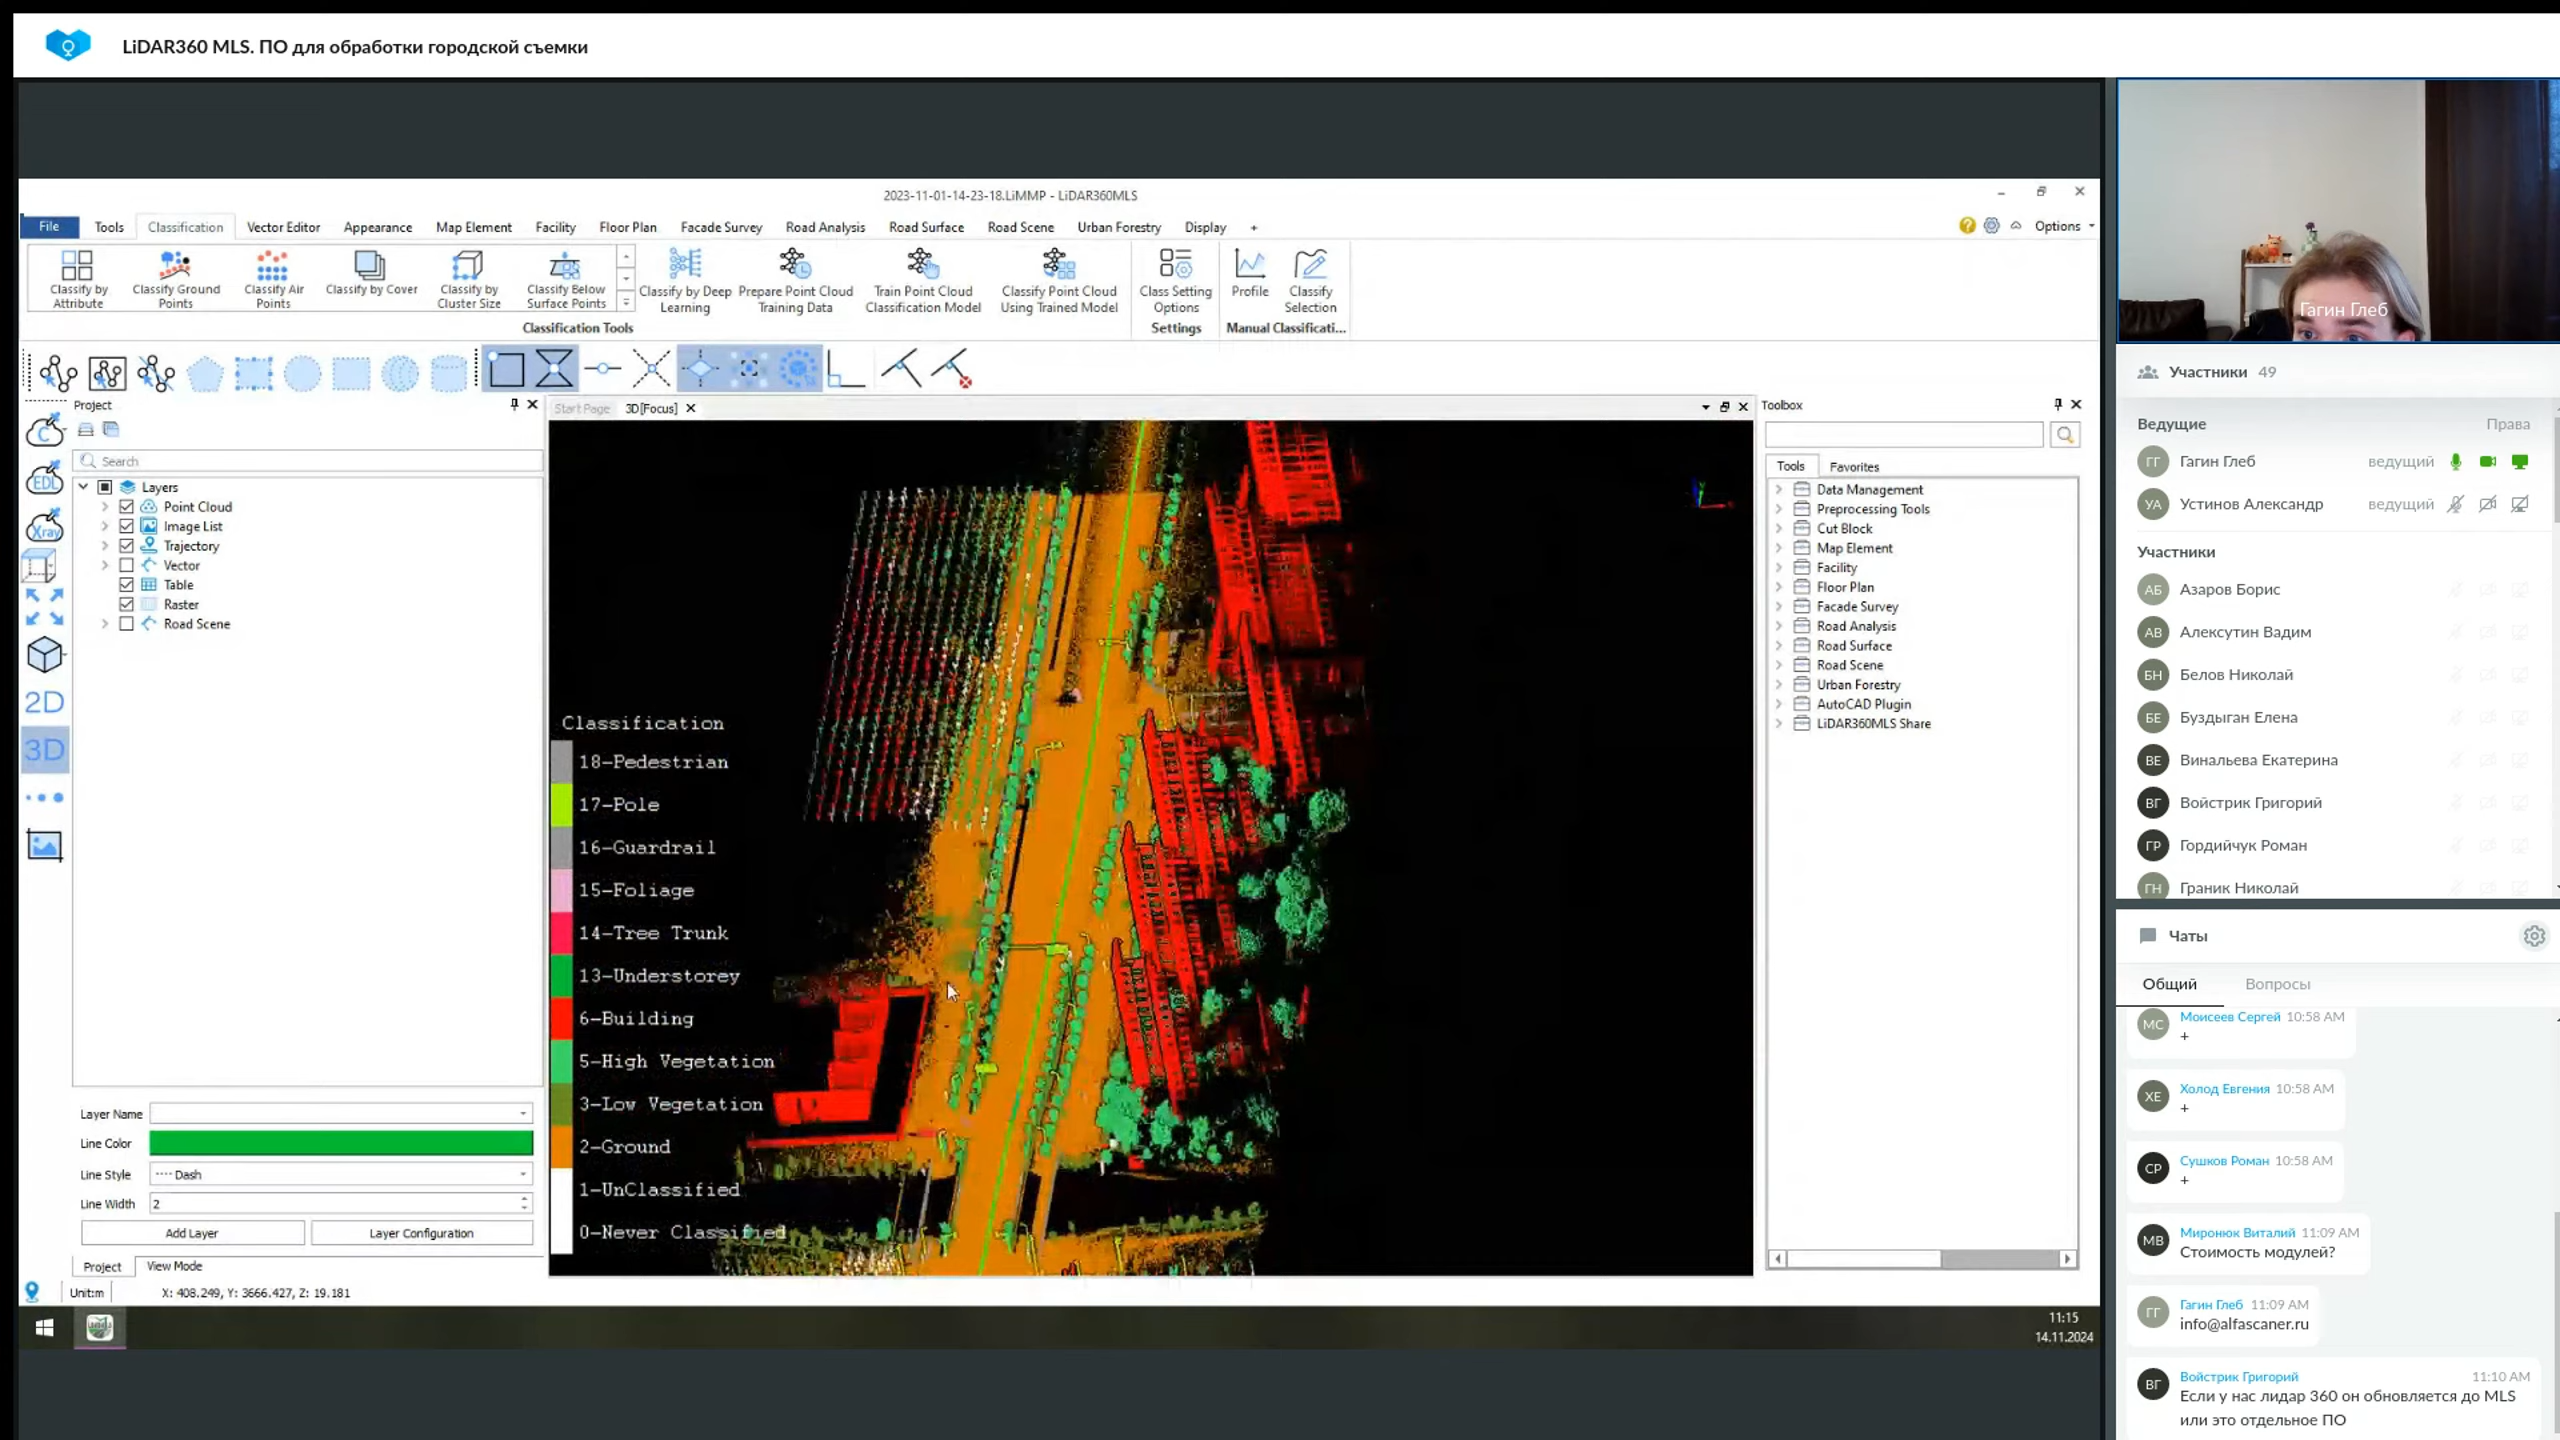 LiDAR360 MLS. ПО для обработки городской съемки
2023-11-01-14-23-18.LiMMP - LiDAR360MLS
File Tools Classification Vector Editor Appearance Map Element Facility Floor Plan Facade Survey Road Analysis Road Surface Road Scene Urban Forestry Display + Options
Classify by Attribute
Classify Ground Points
Classify Air Points
Classify by Cover
Classify by Cluster Size
Classify Below Surface Points
Classify by Deep Learning
Prepare Point Cloud Training Data
Train Point Cloud Classification Model
Classify Point Cloud Using Trained Model
Class Setting Options
Profile
Classify Selection
Classification Tools
Settings
Manual Classificati...
Project
Search
Layers
Point Cloud
Image List
Trajectory
Vector
Table
Raster
Road Scene
C
EDL
Xray
2D
3D
Layer Name
Line Color
Line Style ---- Dash
Line Width 2
Add Layer Layer Configuration
Project View Mode
Unit:m X: 408.249, Y: 3666.427, Z: 19.181
Start Page 3D[Focus]
Classification
18-Pedestrian
17-Pole
16-Guardrail
15-Foliage
14-Tree Trunk
13-Understorey
6-Building
5-High Vegetation
3-Low Vegetation
2-Ground
1-UnClassified
0-Never Classified
Toolbox
Tools Favorites
Data Management
Preprocessing Tools
Cut Block
Map Element
Facility
Floor Plan
Facade Survey
Road Analysis
Road Surface
Road Scene
Urban Forestry
AutoCAD Plugin
LiDAR360MLS Share
11:15
14.11.2024
Гагин Глеб
Участники 49
Ведущие Права
ГГ Гагин Глеб ведущий
УА Устинов Александр ведущий
Участники
АБ Азаров Борис
АВ Алексутин Вадим
БН Белов Николай
БЕ Буздыган Елена
ВЕ Винальева Екатерина
ВГ Войстрик Григорий
ГР Гордийчук Роман
ГН Граник Николай
Чаты
Общий Вопросы
МС Моисеев Сергей 10:58 AM
+
ХЕ Холод Евгения 10:58 AM
+
СР Сушков Роман 10:58 AM
+
МВ Миронюк Виталий 11:09 AM
Стоимость модулей?
ГГ Гагин Глеб 11:09 AM
info@alfascaner.ru
ВГ Войстрик Григорий 11:10 AM
Если у нас лидар 360 он обновляется до MLS
или это отдельное ПО